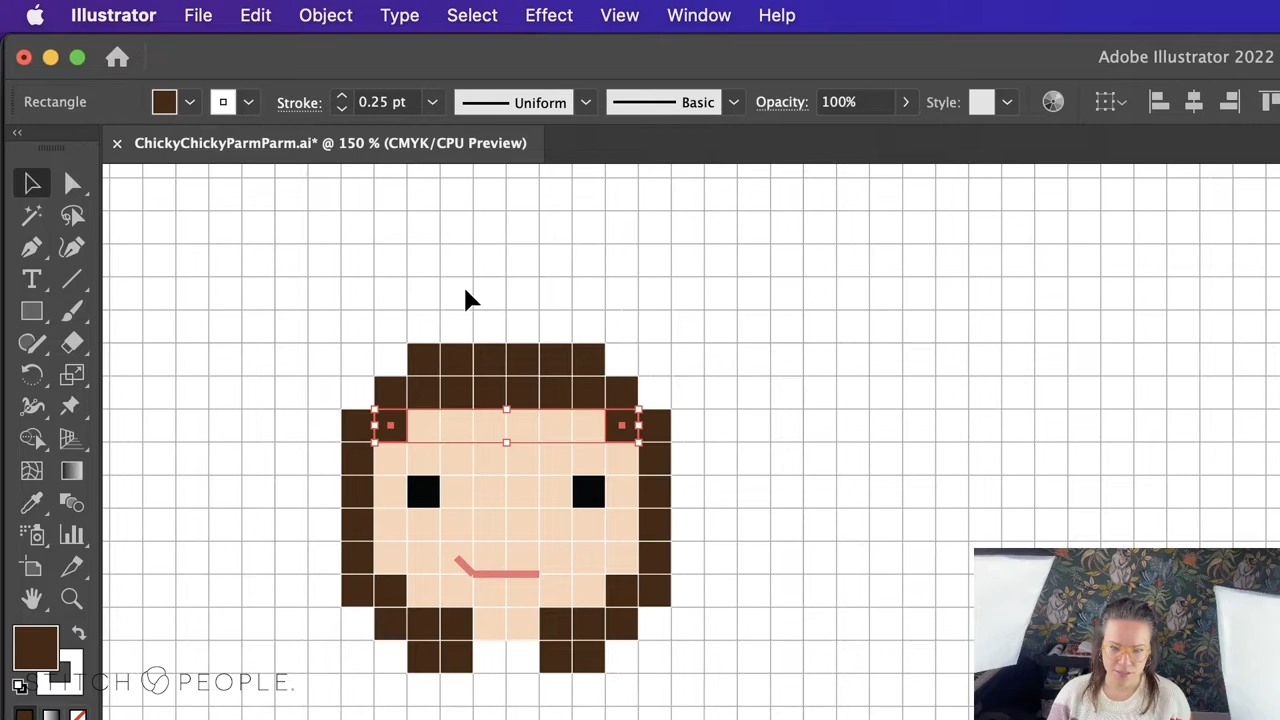 Illustrator File Edit Object Type Select Effect View Window Help
Adobe Illustrator 2022
Rectangle Stroke: 0.25 pt Uniform Basic Opacity: 100% Style:
× ChickyChickyParmParm.ai* @ 150 % (CMYK/CPU Preview)
STITCH PEOPLE.